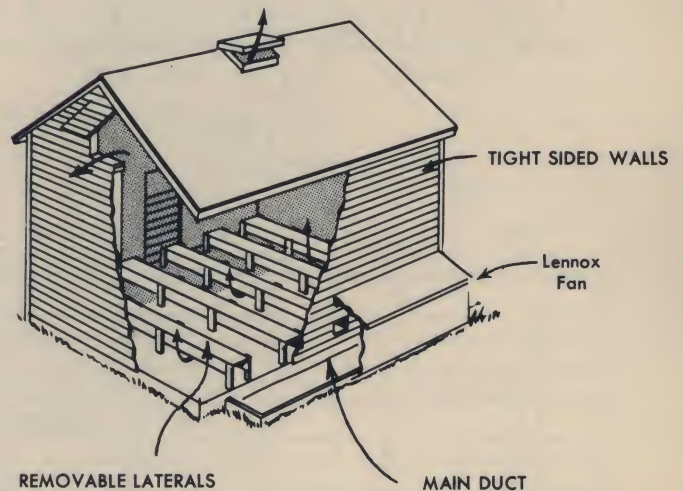 TIGHT SIDED WALLS
Lennox
Fan
REMOVABLE LATERALS
MAIN DUCT